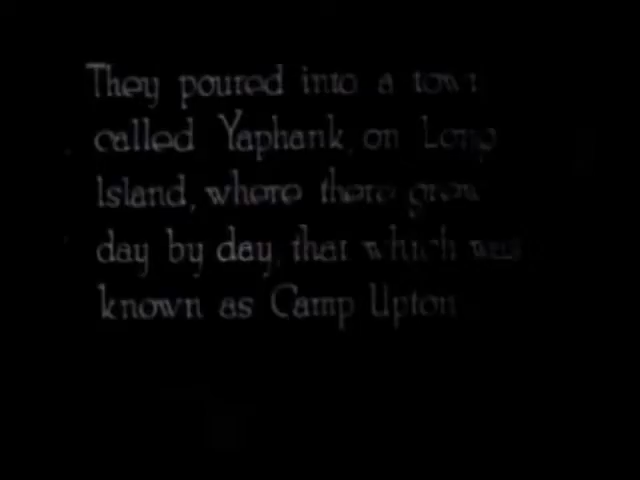 They poured into a town
called Yaphank, on Long
Island, where there grew
day by day, that which was
known as Camp Upton